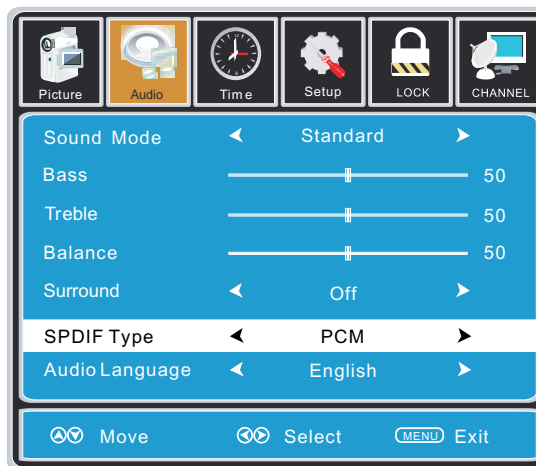 Picture Audio Time Setup LOCK CHANNEL
Sound Mode Standard
Bass 50
Treble 50
Balance 50
Surround Off
SPDIF Type PCM
Audio Language English
Move Select MENU Exit